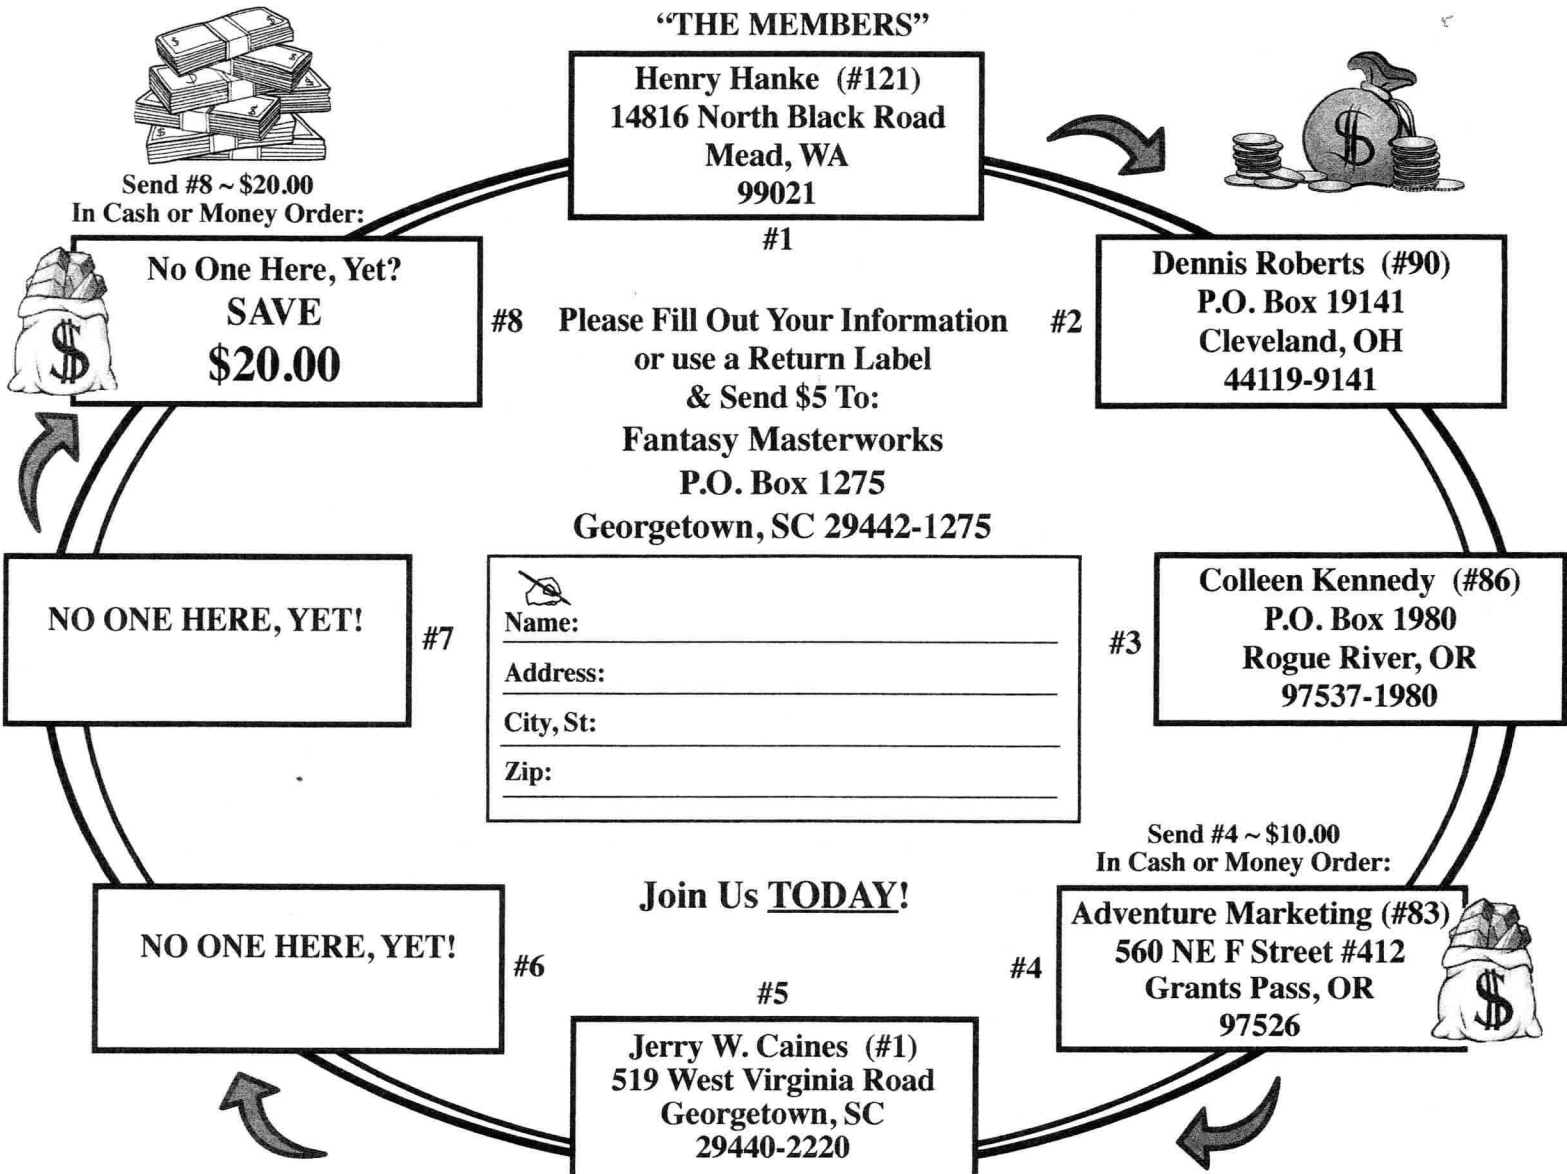 “THE MEMBERS”
Henry Hanke (#121)
14816 North Black Road
Mead, WA
99021
#1
Dennis Roberts (#90)
P.O. Box 19141
Cleveland, OH
44119-9141
#2
Colleen Kennedy (#86)
P.O. Box 1980
Rogue River, OR
97537-1980
#3
Send #4 ~ $10.00
In Cash or Money Order:
Adventure Marketing (#83)
560 NE F Street #412
Grants Pass, OR
97526
#4
$
#5
Jerry W. Caines (#1)
519 West Virginia Road
Georgetown, SC
29440-2220
NO ONE HERE, YET!
#6
NO ONE HERE, YET!
#7
Send #8 ~ $20.00
In Cash or Money Order:
No One Here, Yet?
SAVE
$20.00
#8
$
$
Please Fill Out Your Information
or use a Return Label
& Send $5 To:
Fantasy Masterworks
P.O. Box 1275
Georgetown, SC 29442-1275
Name:
Address:
City, St:
Zip:
Join Us TODAY!